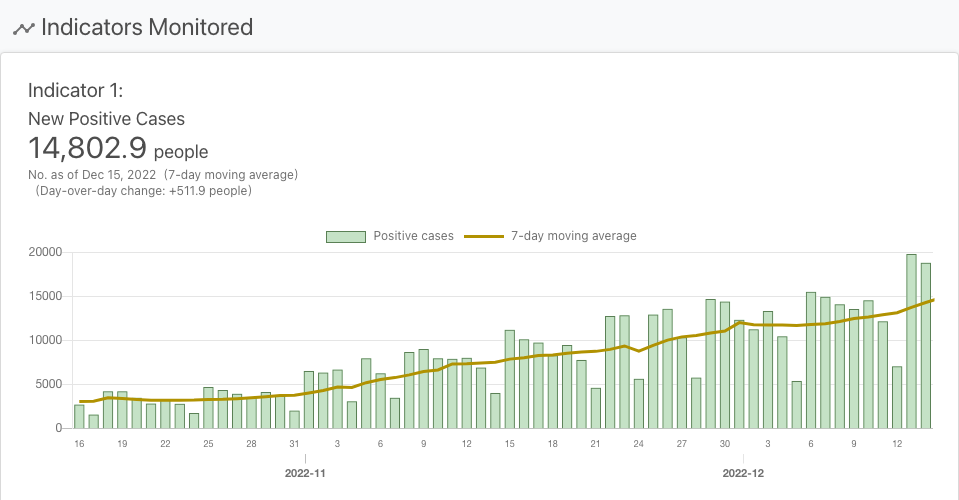 Indicators Monitored
Indicator 1:
New Positive Cases
14,802.9 people
No. as of Dec 15, 2022 (7-day moving average)
(Day-over-day change: +511.9 people)
Positive cases 7-day moving average
20000
15000
10000
5000
0
16 19 22 25 28 31 3 6 9 12 15 18 21 24 27 30 3 6 9 12
2022-11 2022-12